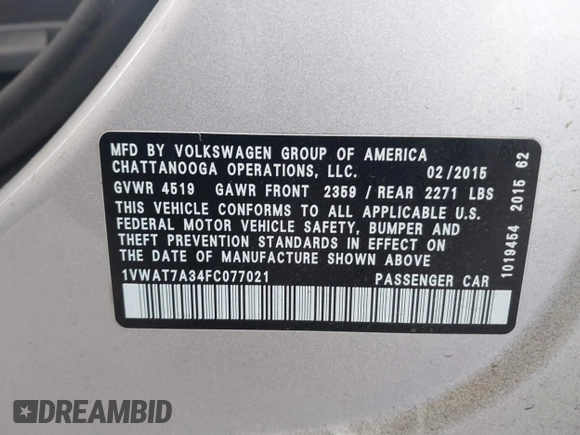 MFD BY VOLKSWAGEN GROUP OF AMERICA
CHATTANOOGA OPERATIONS, LLC. 02/2015
GVWR 4519 GAWR FRONT 2359 / REAR 2271 LBS
THIS VEHICLE CONFORMS TO ALL APPLICABLE U.S.
FEDERAL MOTOR VEHICLE SAFETY, BUMPER AND
THEFT PREVENTION STANDARDS IN EFFECT ON
THE DATE OF MANUFACTURE SHOWN ABOVE
1VWAT7A34FC077021 PASSENGER CAR
1019454 2015 62
DREAMBID